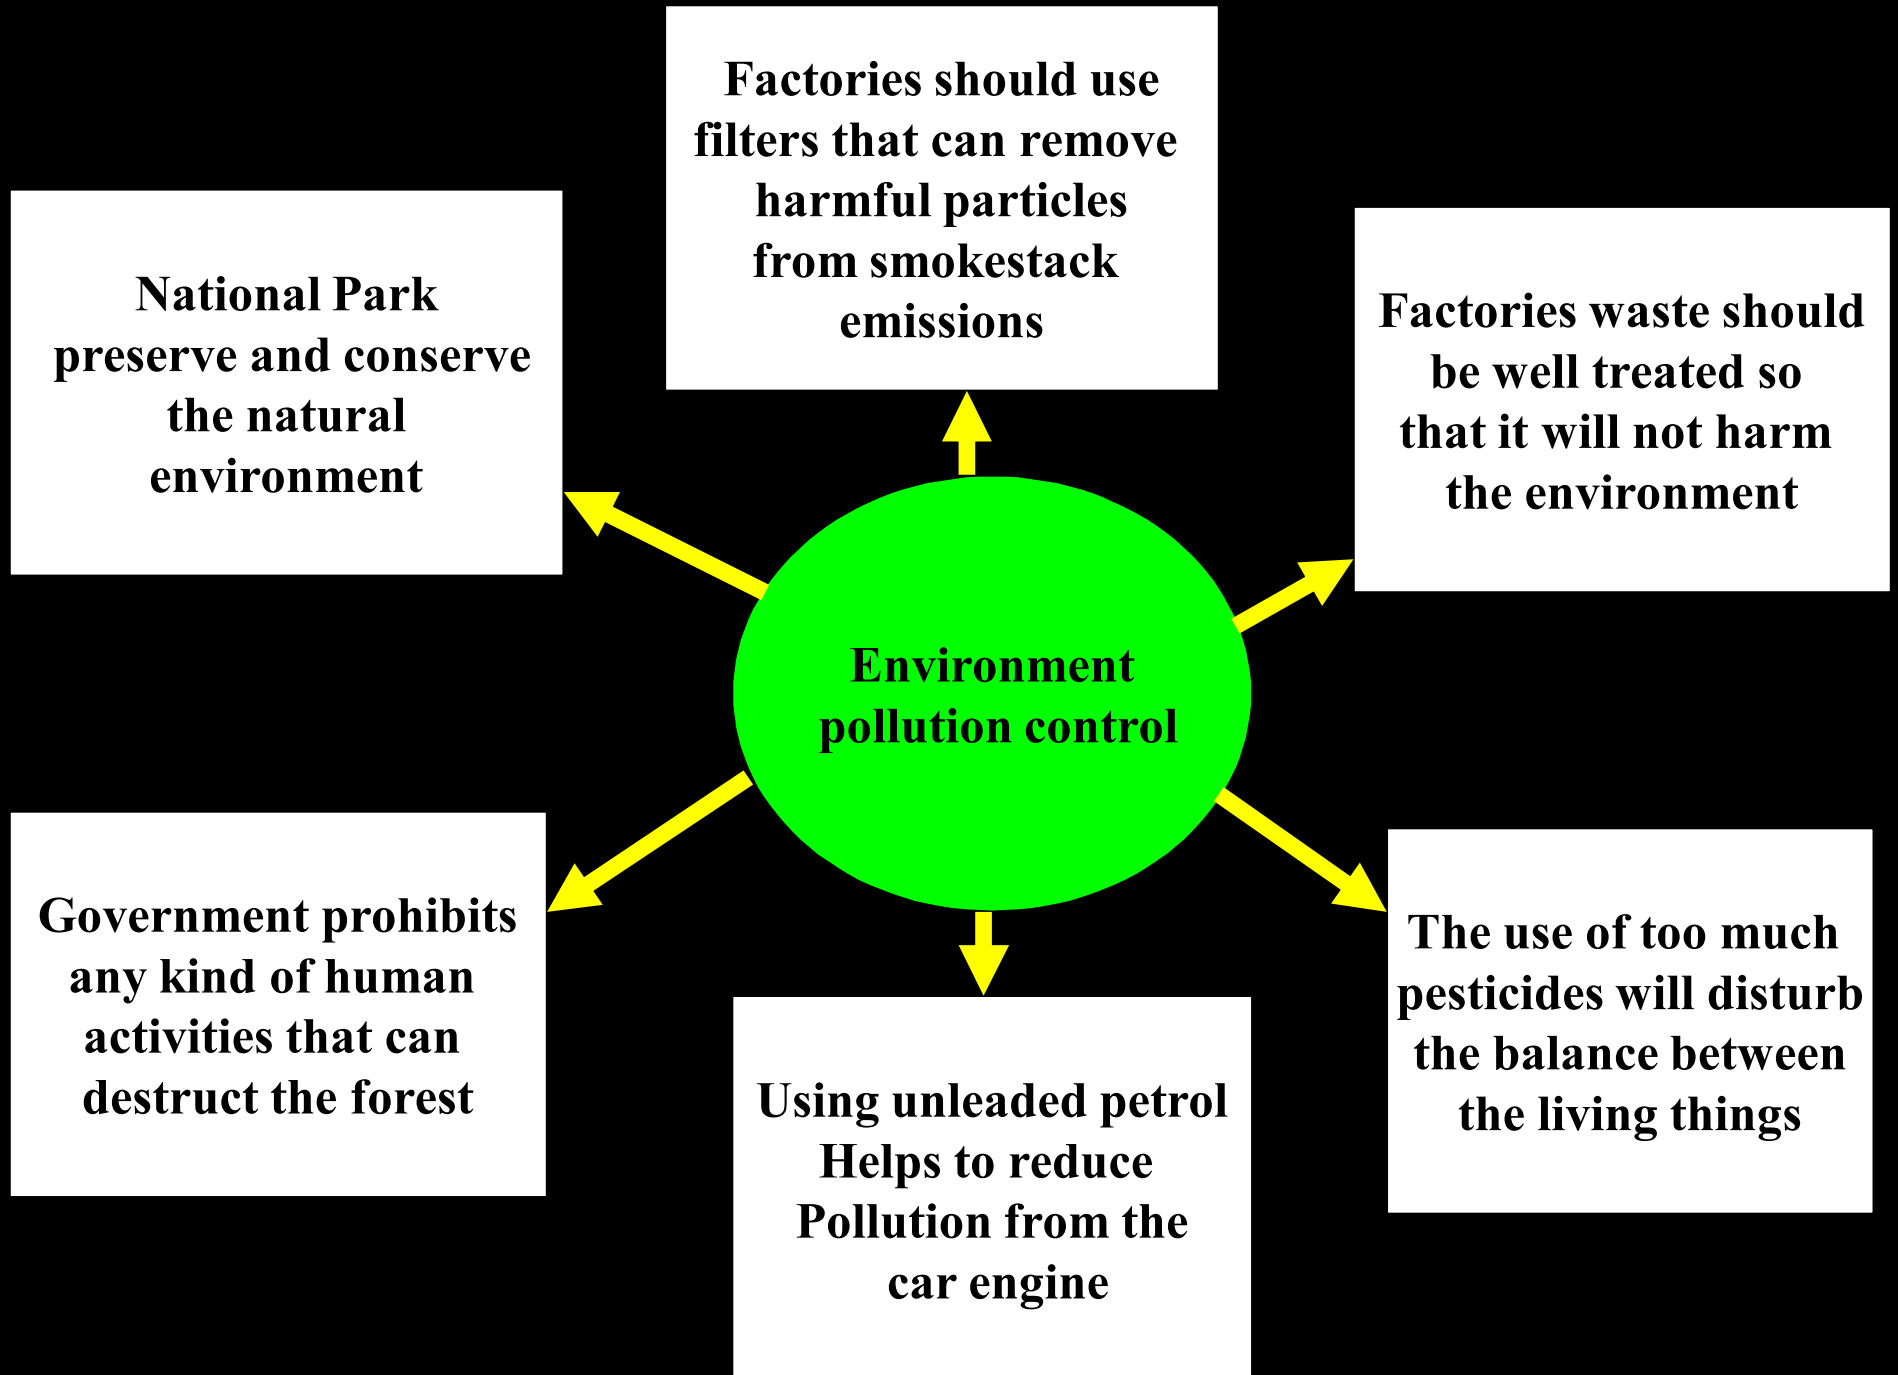 Factories should use
filters that can remove
harmful particles
from smokestack
emissions
National Park
preserve and conserve
the natural
environment
Factories waste should
be well treated so
that it will not harm
the environment
Environment
pollution control
Government prohibits
any kind of human
activities that can
destruct the forest
The use of too much
pesticides will disturb
the balance between
the living things
Using unleaded petrol
Helps to reduce
Pollution from the
car engine